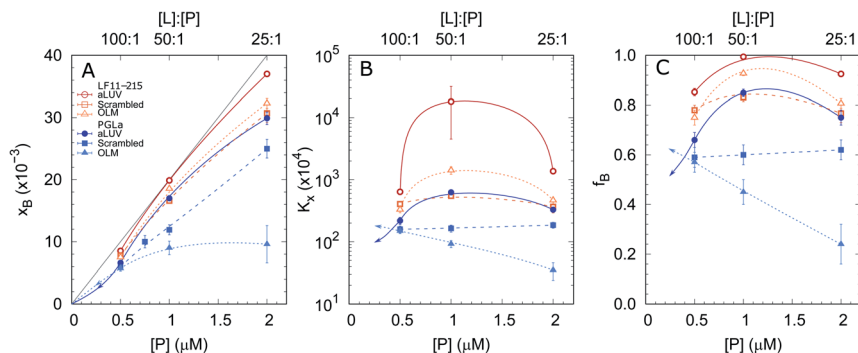 [L]:[P]
100:1 50:1 25:1
A
LF11−215
aLUV
Scrambled
OLM
PGLa
aLUV
Scrambled
OLM
40
30
20
10
0
x_B (x10^-3)
0 0.5 1.0 1.5 2
[P] (μM)
[L]:[P]
100:1 50:1 25:1
B
10^5
10^4
10^3
10^2
10^1
K_x (x10^4)
0 0.5 1.0 1.5 2
[P] (μM)
[L]:[P]
100:1 50:1 25:1
C
1.0
0.8
0.6
0.4
0.2
0.0
f_B
0 0.5 1.0 1.5 2
[P] (μM)